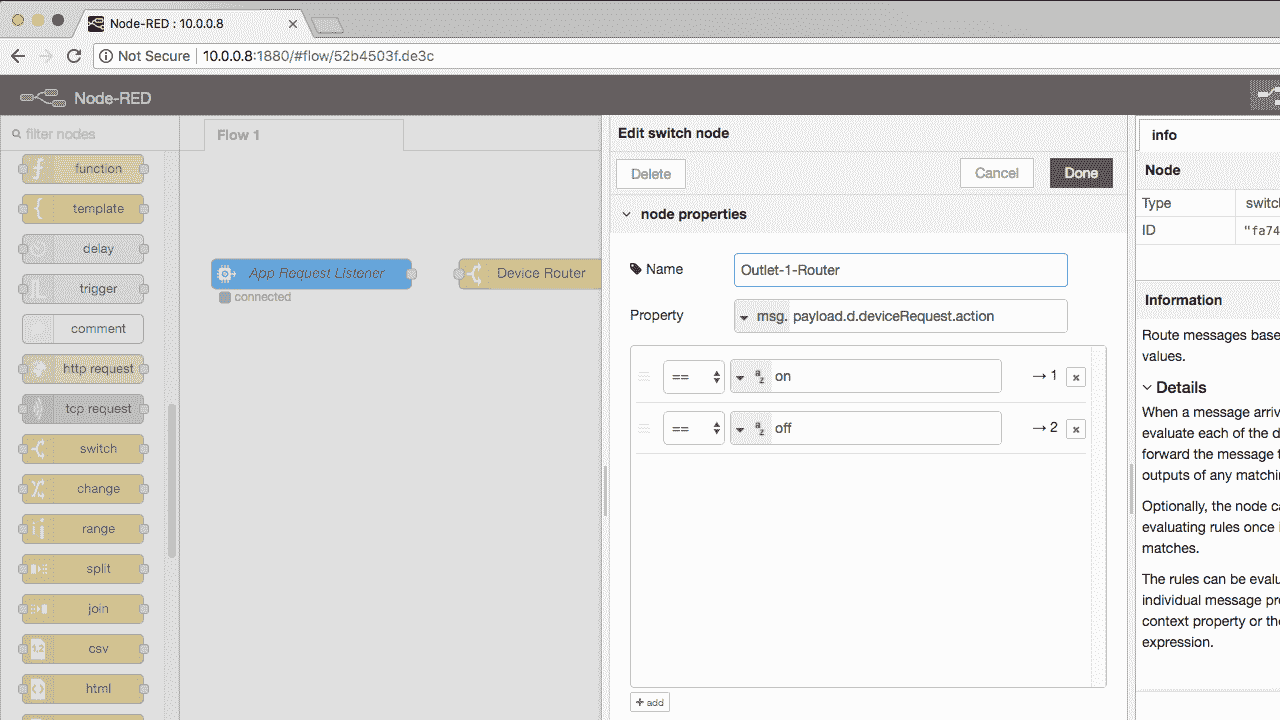 Node-RED : 10.0.0.8
Not Secure | 10.0.0.8:1880/#flow/52b4503f.de3c
Node-RED
filter nodes
function
template
delay
trigger
comment
http request
tcp request
switch
change
range
split
join
csv
html
Flow 1
App Request Listener
connected
Device Router
Edit switch node
Delete
Cancel
Done
node properties
Name
Outlet-1-Router
Property
msg. payload.d.deviceRequest.action
== on → 1 x
== off → 2 x
+ add
info
Node
Type switch
ID "fa74
Information
Route messages base
values.
Details
When a message arriv
evaluate each of the d
forward the message t
outputs of any matchin
Optionally, the node ca
evaluating rules once
matches.
The rules can be evalu
individual message pro
context property or the
expression.